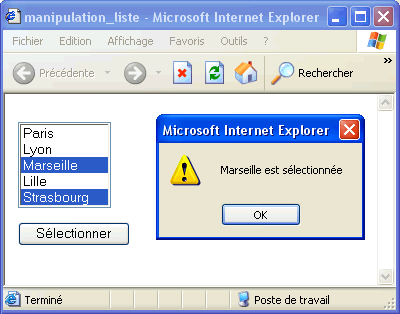 manipulation_liste - Microsoft Internet Explorer
Fichier Edition Affichage Favoris Outils ?
Précédente Rechercher
Paris
Lyon
Marseille
Lille
Strasbourg
Sélectionner
Microsoft Internet Explorer
Marseille est sélectionnée
OK
Terminé Poste de travail